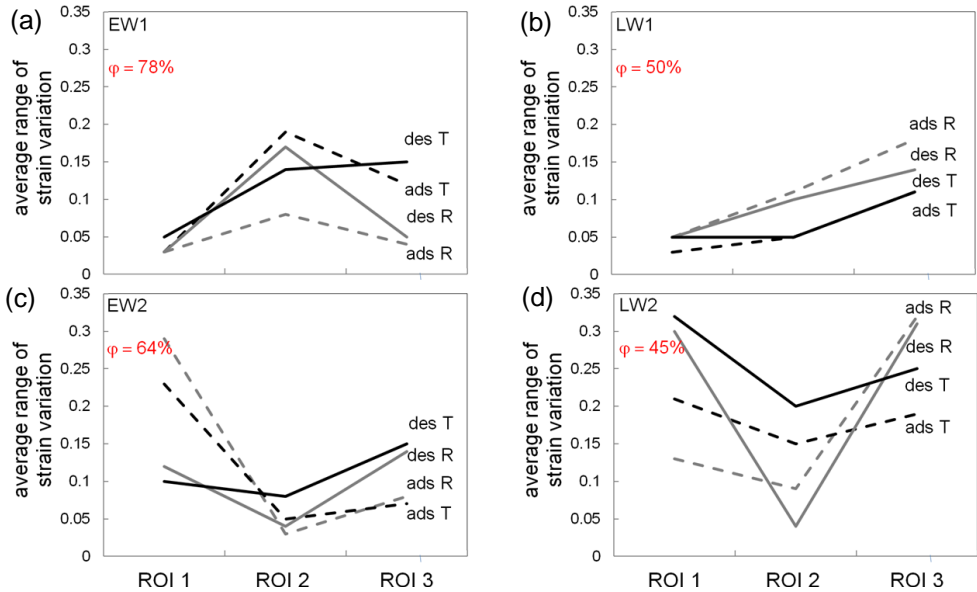 (a)
EW1
φ = 78%
average range of
strain variation
0.35
0.3
0.25
0.2
0.15
0.1
0.05
0
des T
ads T
des R
ads R
(b)
LW1
φ = 50%
average range of
strain variation
0.35
0.3
0.25
0.2
0.15
0.1
0.05
0
ads R
des R
des T
ads T
(c)
EW2
φ = 64%
average range of
strain variation
0.35
0.3
0.25
0.2
0.15
0.1
0.05
0
des T
des R
ads R
ads T
ROI 1 ROI 2 ROI 3
(d)
LW2
φ = 45%
average range of
strain variation
0.35
0.3
0.25
0.2
0.15
0.1
0.05
0
ads R
des R
des T
ads T
ROI 1 ROI 2 ROI 3